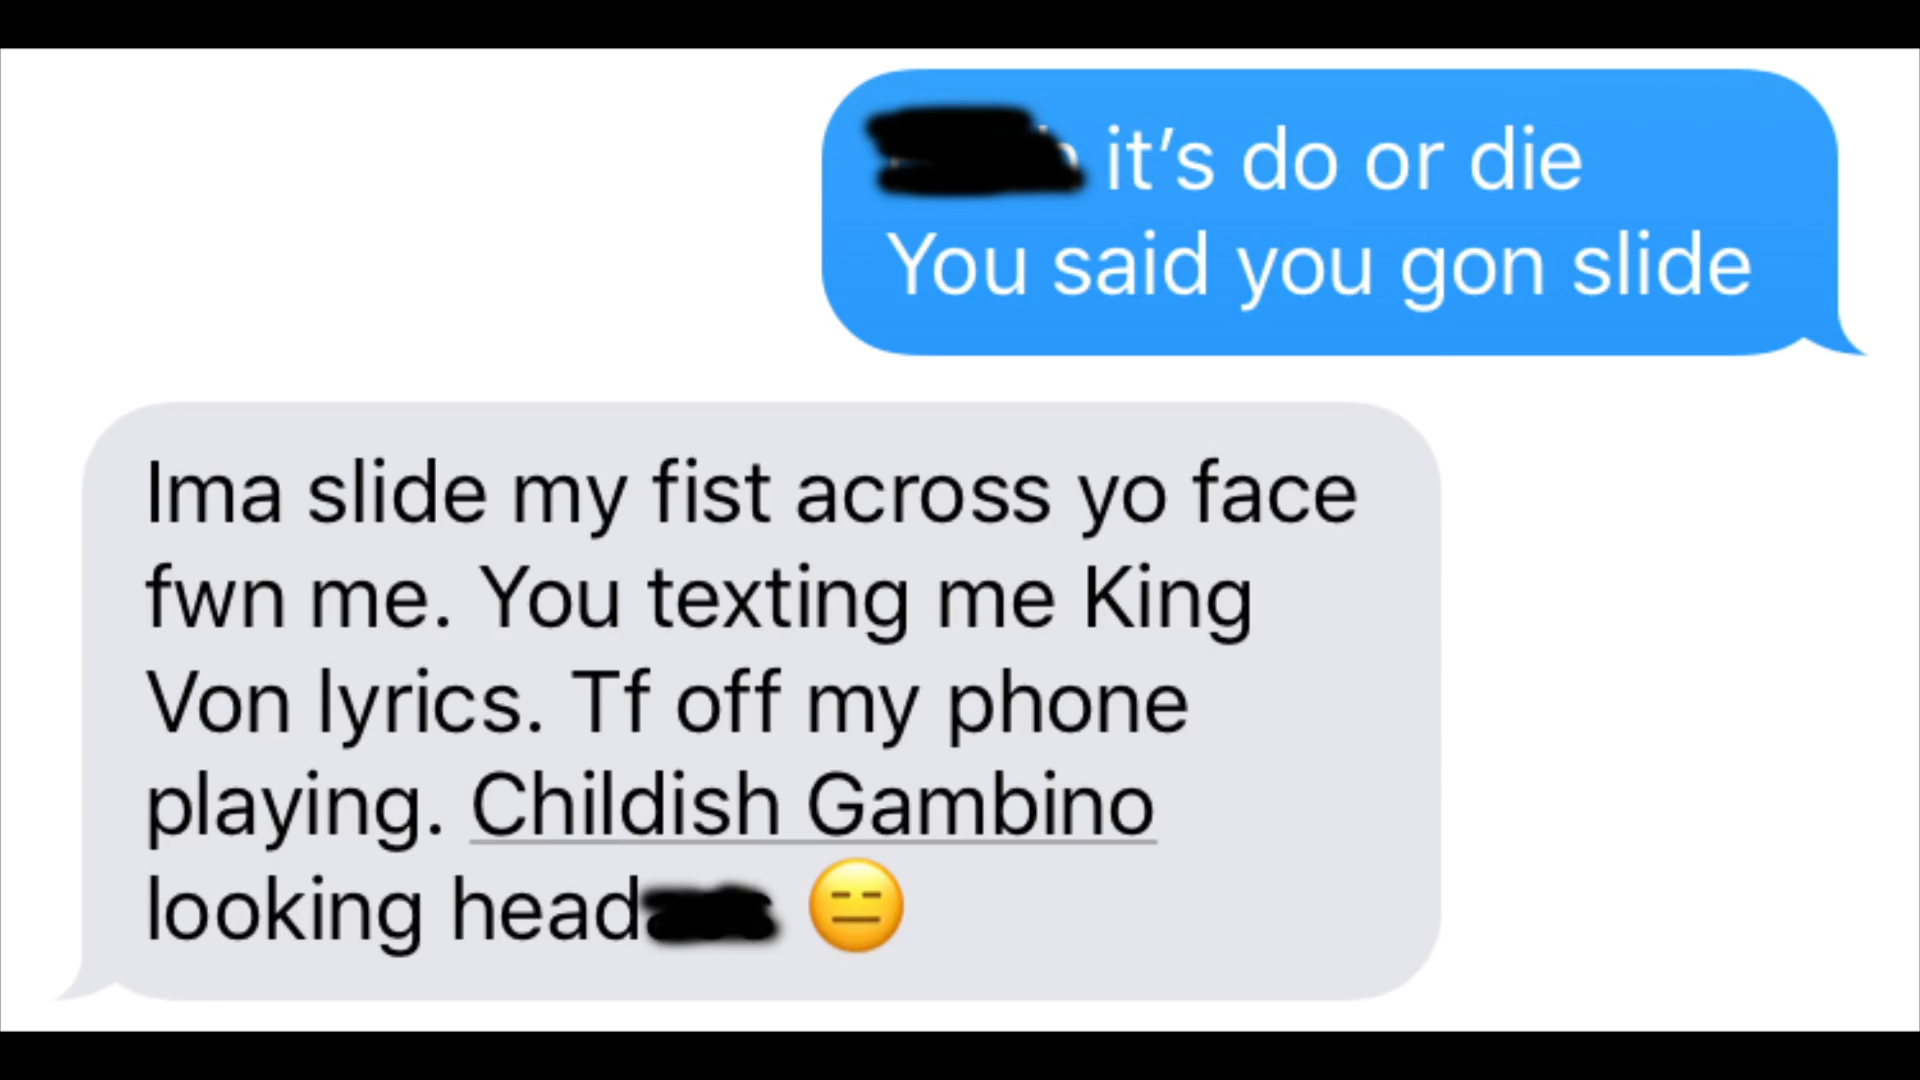 it’s do or die
You said you gon slide
Ima slide my fist across yo face
fwn me. You texting me King
Von lyrics. Tf off my phone
playing. Childish Gambino
looking head 😑